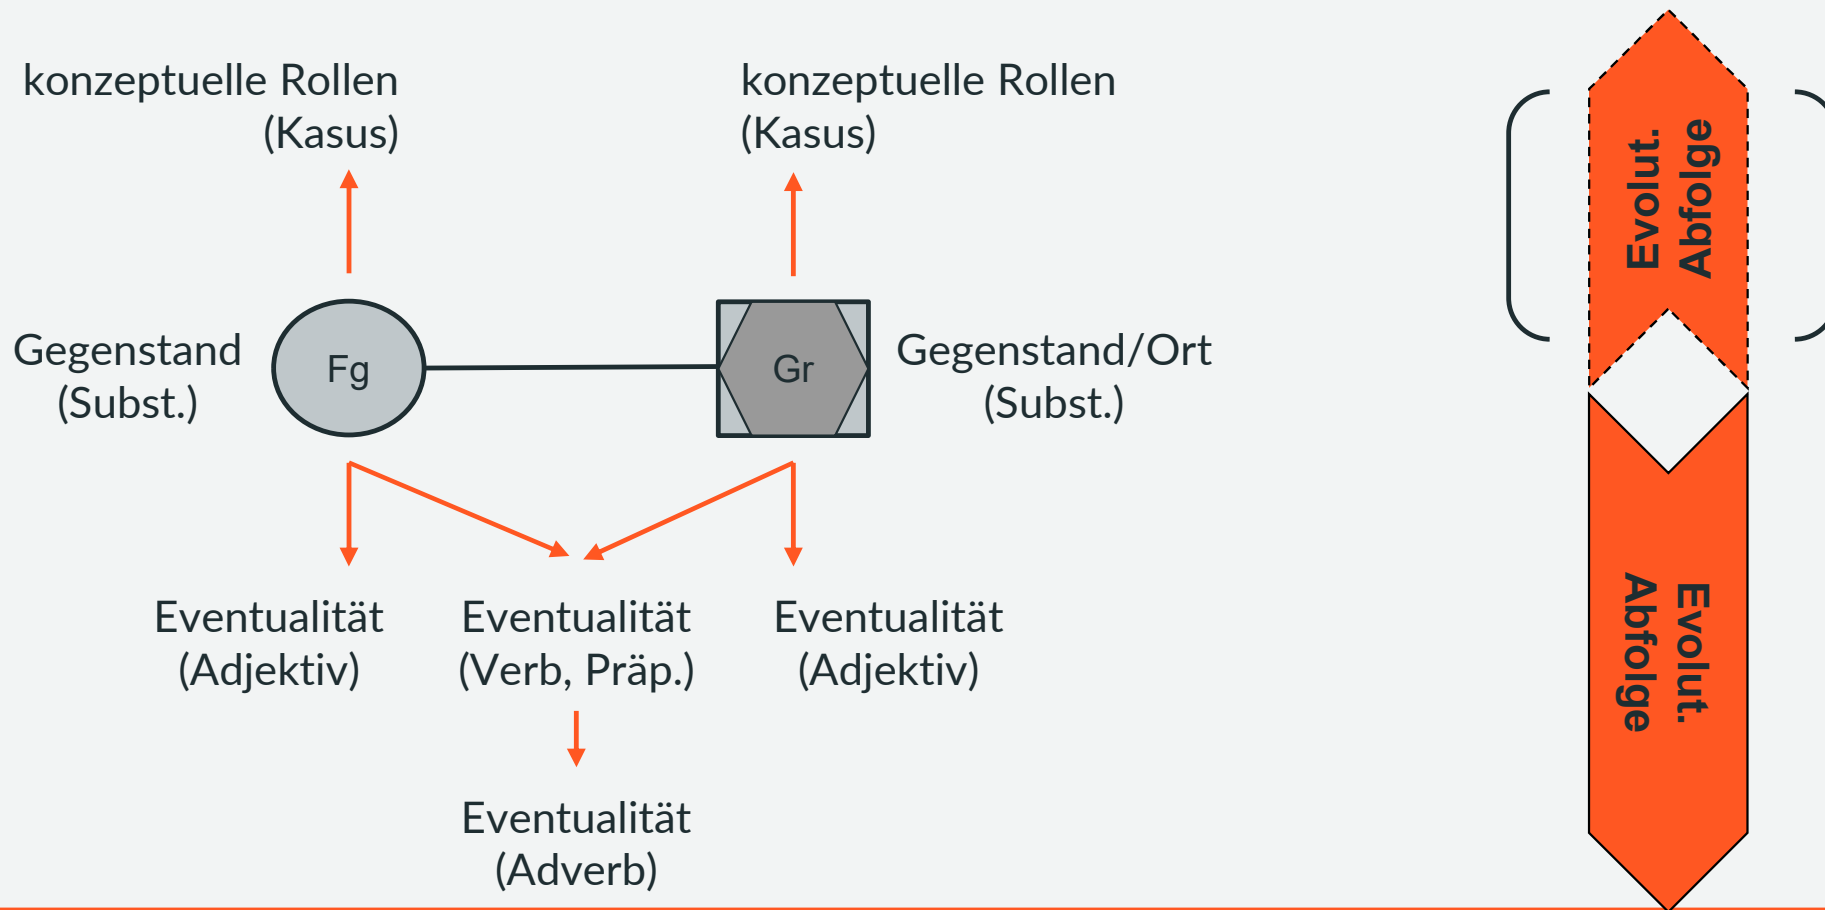 konzeptuelle Rollen
(Kasus)
konzeptuelle Rollen
(Kasus)
Evolut.
Abfolge
Gegenstand
(Subst.)
Fg
Gr
Gegenstand/Ort
(Subst.)
Eventualität
(Adjektiv)
Eventualität
(Verb, Präp.)
Eventualität
(Adjektiv)
Evolut.
Abfolge
Eventualität
(Adverb)